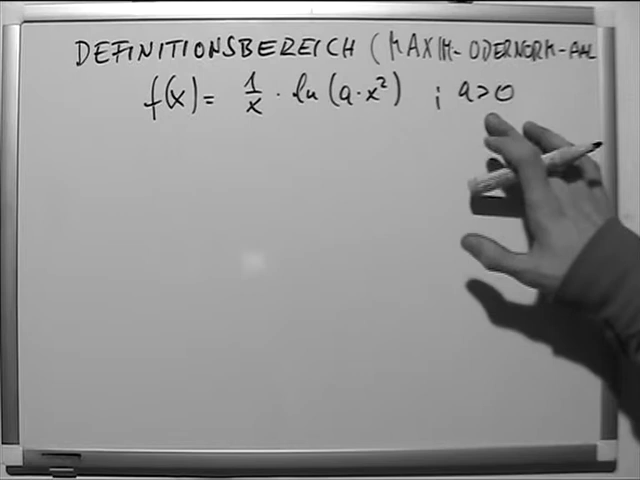 DEFINITIONSBEREICH (MAXIM- ODERNORM-AAL
f(x) = 1/x · ln(a·x²) ; a>0